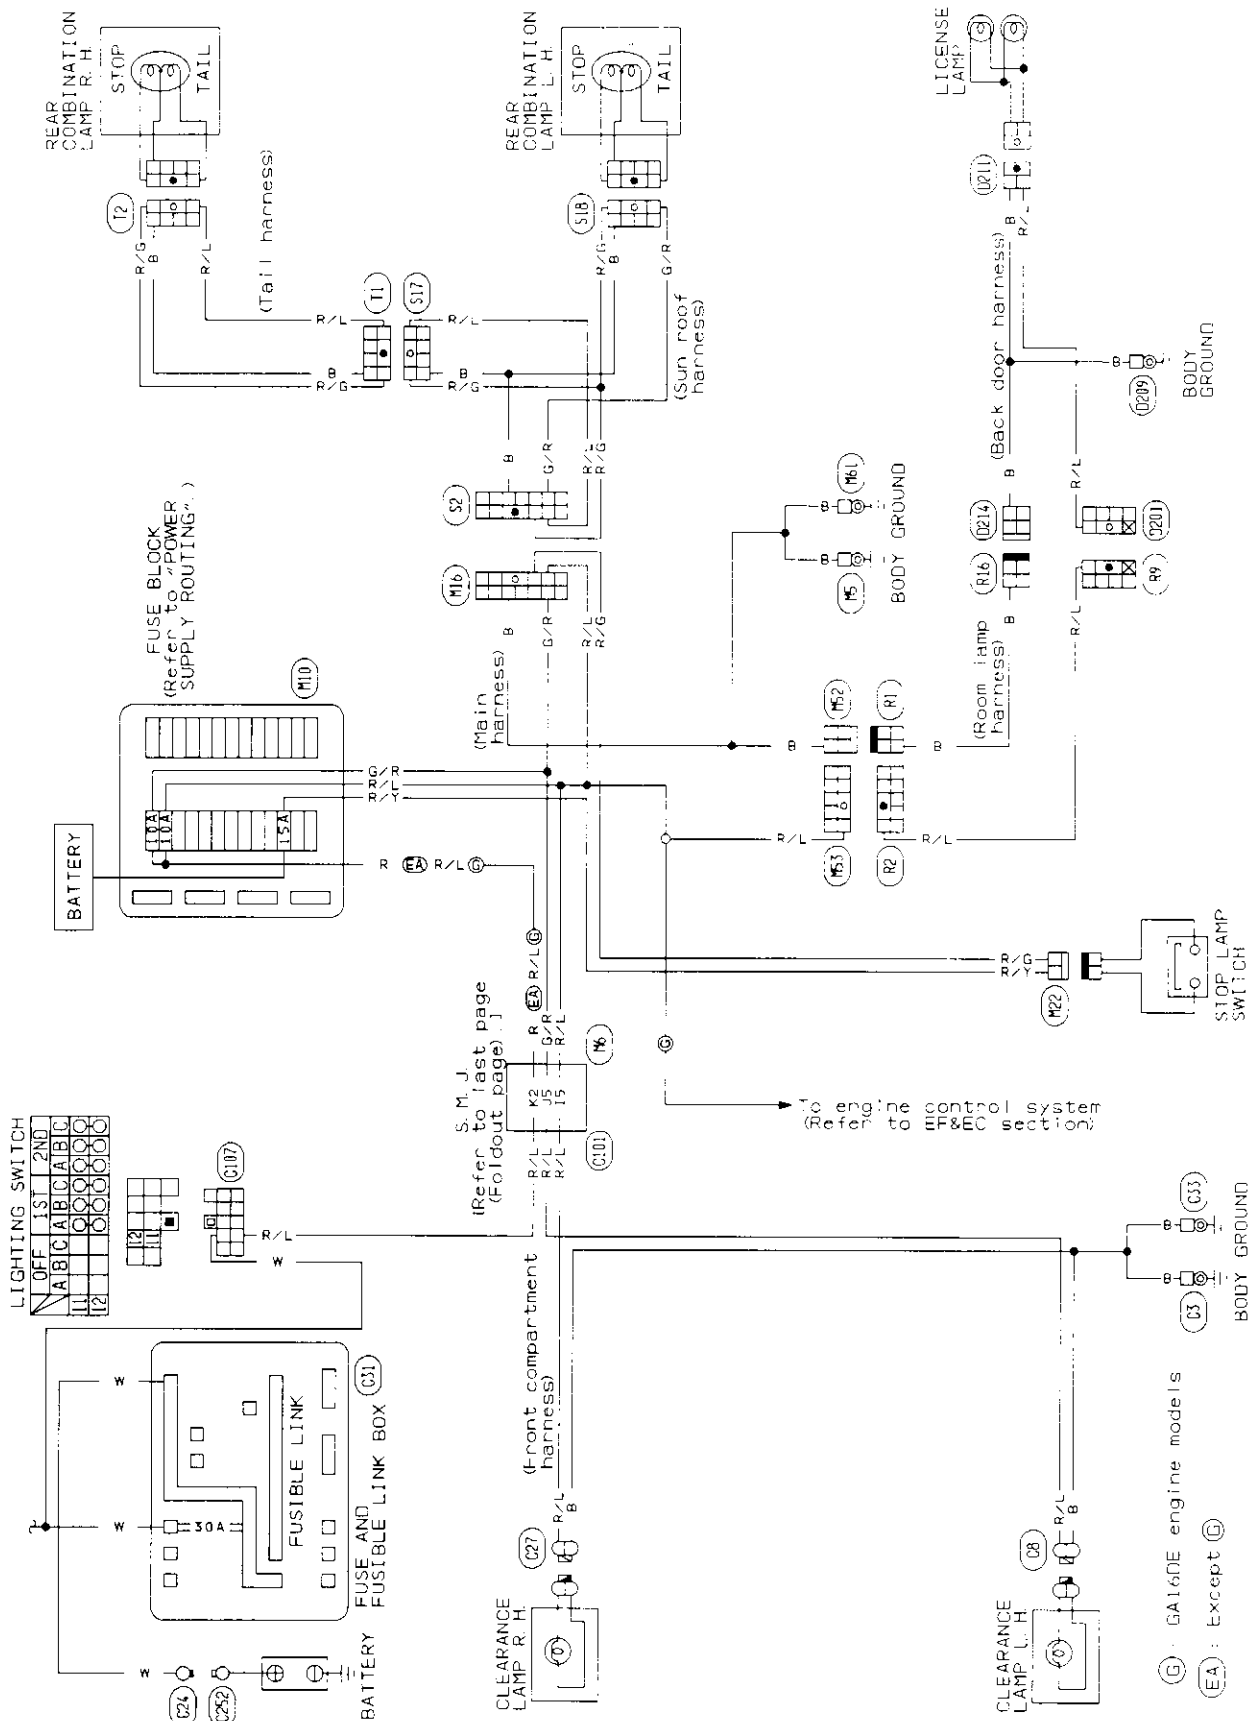 REAR
COMBINATION
LAMP R. H.
STOP
TAIL
T2
R/G
B
R/L
(Tail harness)
R/L
B
R/G
T1
S17
R/L
B
R/G
REAR
COMBINATION
LAMP L. H.
STOP
TAIL
S18
R/G
B
G/R
(Sun roof
harness)
LICENSE
LAMP
D211
B
R/L
(Back door harness)
B
D209
BODY
GROUND
FUSE BLOCK
(Refer to "POWER
SUPPLY ROUTING".)
M10
BATTERY
10A
10A
15A
G/R
R/L
R/Y
R
EA
R/L
G
S2
B
G/R
R/L
R/G
M16
B
G/R
R/L
R/G
(Main
harness)
B
M61
B
M5
BODY GROUND
B
D214
R16
B
R/L
D201
R9
R/L
(Room lamp
harness)
M52
R1
B
B
M53
R2
R/L
R/L
R/G
R/Y
M22
STOP LAMP
SWITCH
LIGHTING SWITCH
OFF
1ST
2ND
A B C A B C A B C
11
12
12
11
C107
R/L
W
S. M. J.
[Refer to last page
(Foldout page).]
R
EA
R/L
G
G/R
R/L
M6
K2
J5
I5
R/L
R/L
R/L
C101
G
To engine control system
(Refer to EF&EC section)
W
W
30A
FUSIBLE LINK
C31
FUSE AND
FUSIBLE LINK BOX
W
C24
C252
BATTERY
(Front compartment
harness)
CLEARANCE
LAMP R. H.
C27
R/L
B
CLEARANCE
LAMP L. H.
C8
R/L
B
B
C33
B
C3
BODY GROUND
G : GA16DE engine models
EA : Except G